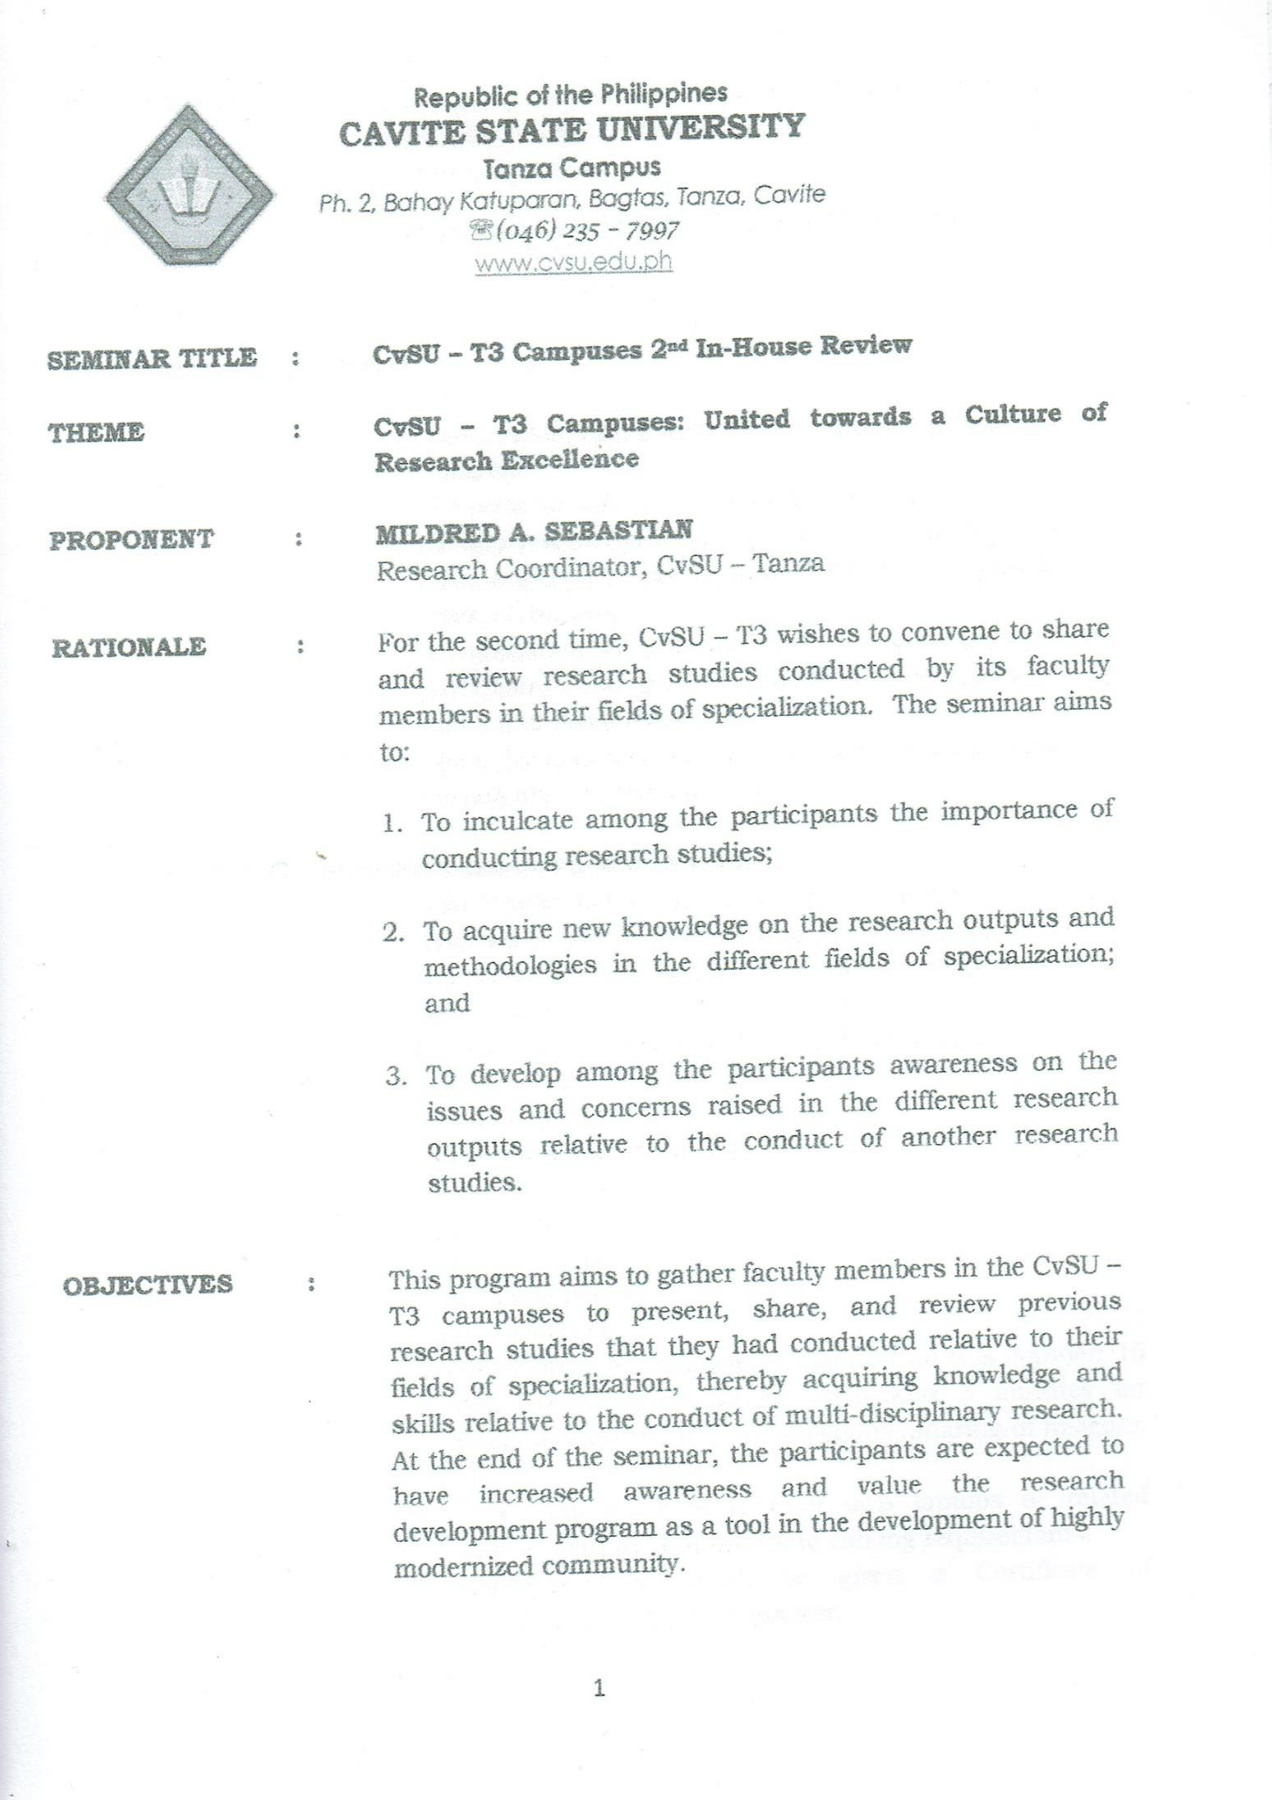 Republic of the Philippines
CAVITE STATE UNIVERSITY
Tanza Campus
Ph. 2, Bahay Katuparan, Bagtas, Tanza, Cavite
☏(046) 235 - 7997
www.cvsu.edu.ph
SEMINAR TITLE : CvSU – T3 Campuses 2nd In-House Review
THEME : CvSU – T3 Campuses: United towards a Culture of
Research Excellence
PROPONENT : MILDRED A. SEBASTIAN
Research Coordinator, CvSU – Tanza
RATIONALE : For the second time, CvSU – T3 wishes to convene to share
and review research studies conducted by its faculty
members in their fields of specialization. The seminar aims
to:
1. To inculcate among the participants the importance of
conducting research studies;
2. To acquire new knowledge on the research outputs and
methodologies in the different fields of specialization;
and
3. To develop among the participants awareness on the
issues and concerns raised in the different research
outputs relative to the conduct of another research
studies.
OBJECTIVES : This program aims to gather faculty members in the CvSU –
T3 campuses to present, share, and review previous
research studies that they had conducted relative to their
fields of specialization, thereby acquiring knowledge and
skills relative to the conduct of multi-disciplinary research.
At the end of the seminar, the participants are expected to
have increased awareness and value the research
development program as a tool in the development of highly
modernized community.
1